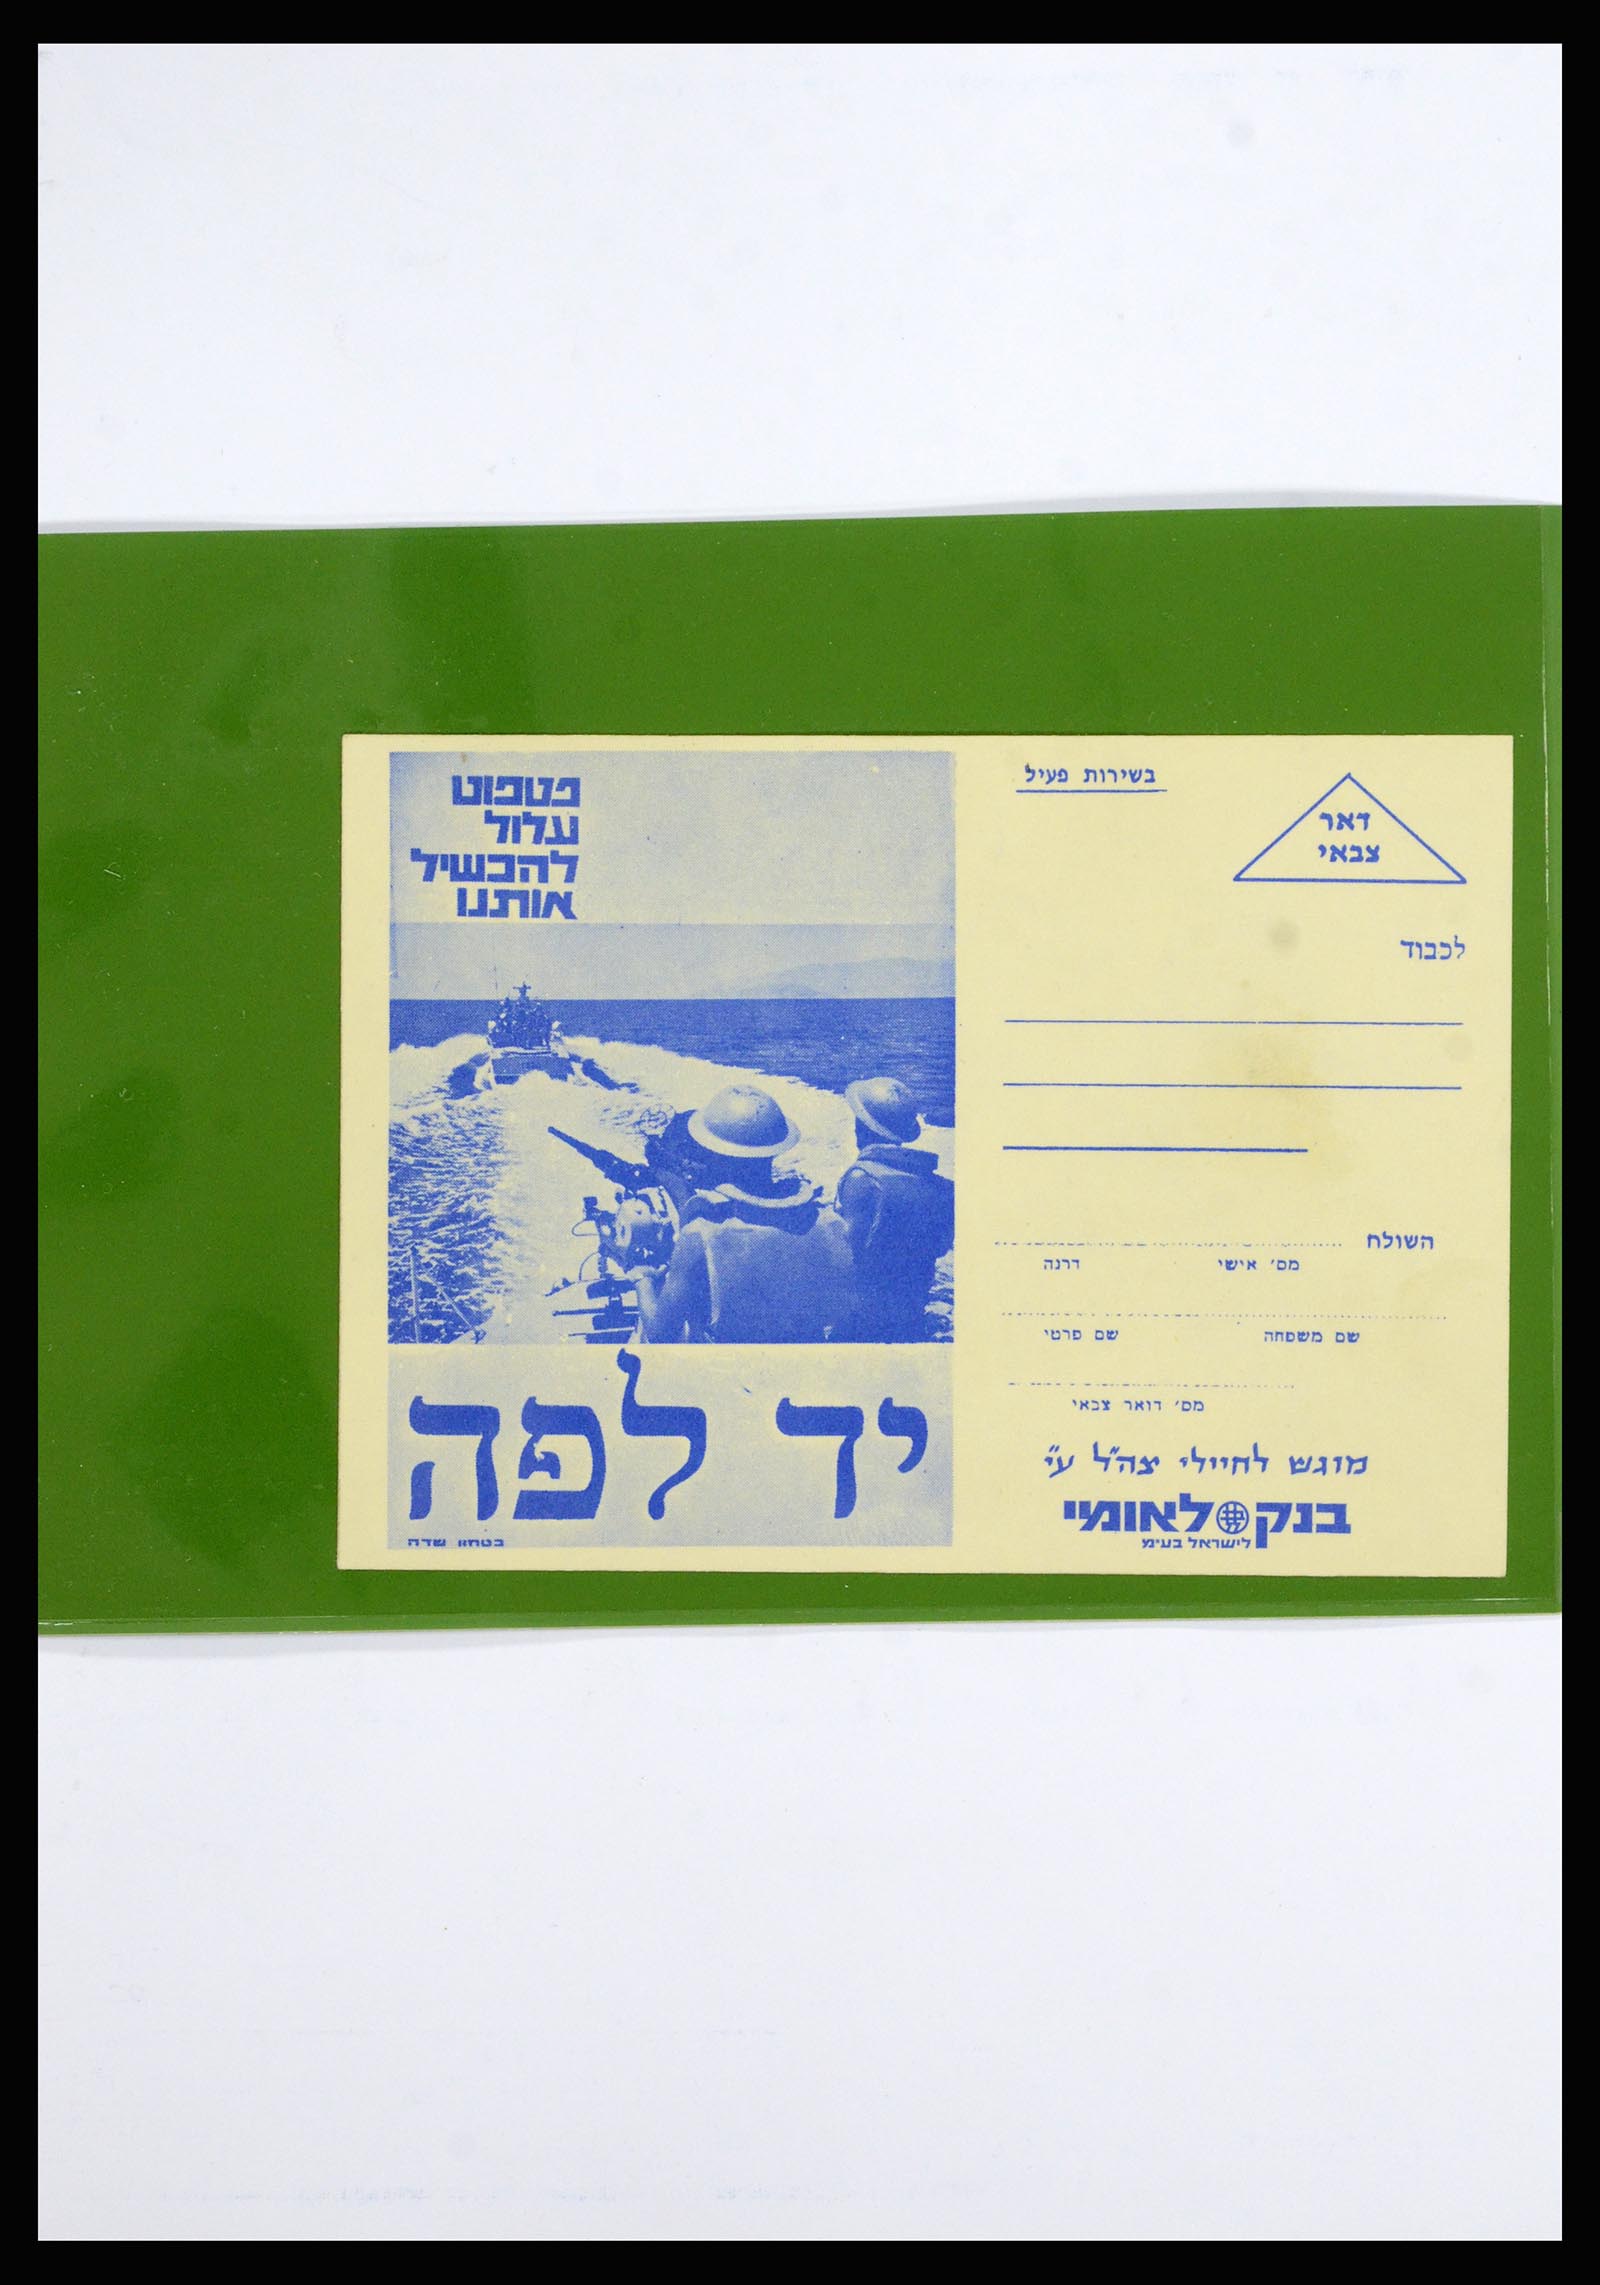 בשירות פעיל
דאר
צבאי
לכבוד
השולח
מס׳ אישי דרגה
שם משפחה שם פרטי
מס׳ דואר צבאי
מוגש לחיילי צה"ל ע"י
בנק לאומי
לישראל בע"מ
פטפוט
עלול
להכשיל
אותנו
יד לפה
בטחון שדה